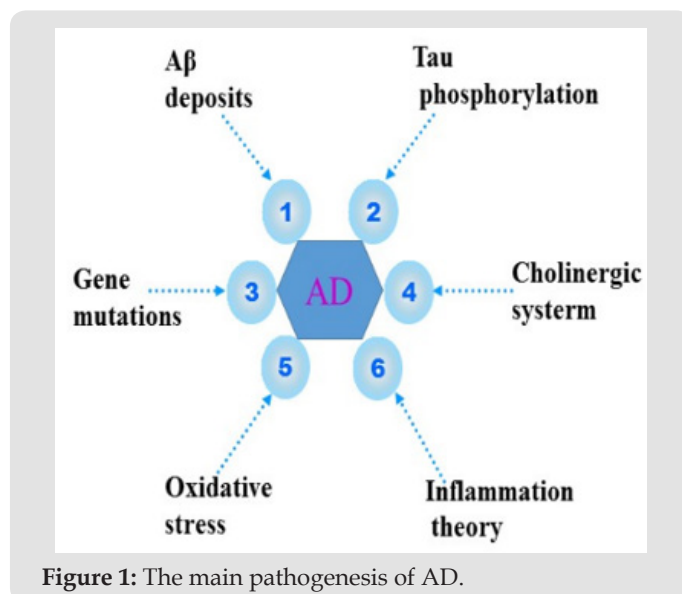 Aβ
deposits
Tau
phosphorylation
1
2
Gene
mutations
3
AD
4
Cholinergic
systerm
5
6
Oxidative
stress
Inflammation
theory
Figure 1: The main pathogenesis of AD.